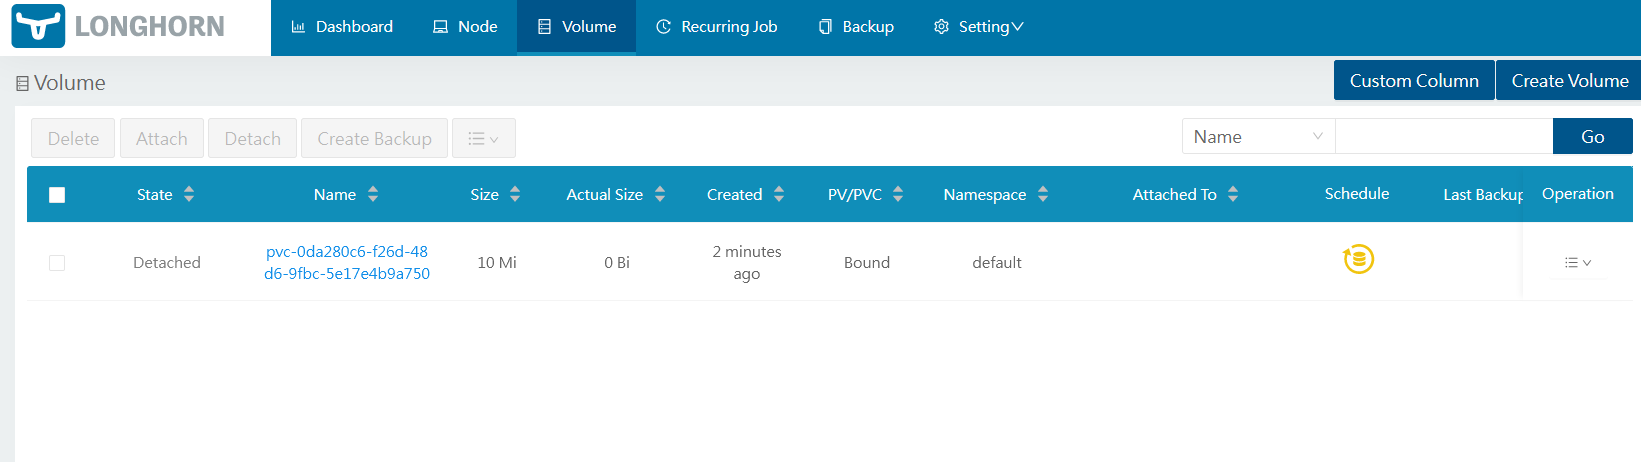 LONGHORN
Dashboard Node Volume Recurring Job Backup Setting
Volume
Custom Column Create Volume
Delete Attach Detach Create Backup
Name Go
State Name Size Actual Size Created PV/PVC Namespace Attached To Schedule Last Backup Operation
Detached pvc-0da280c6-f26d-48 10 Mi 0 Bi 2 minutes Bound default
d6-9fbc-5e17e4b9a750 ago